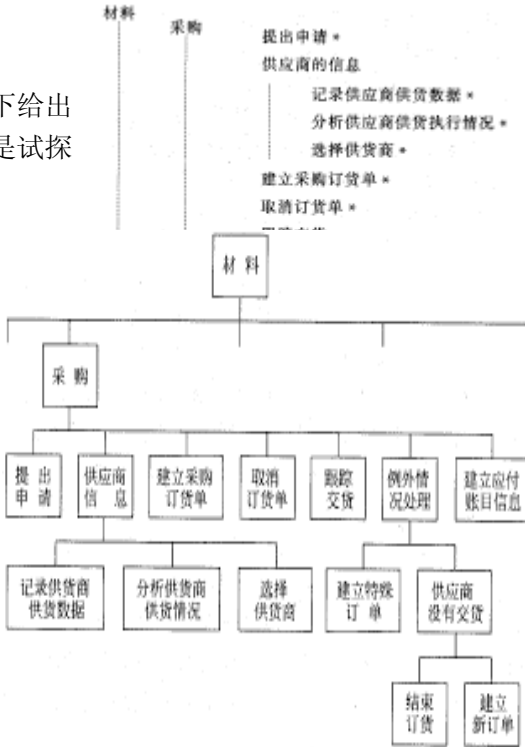 材料
采购
提出申请*
供应商的信息
下给出
记录供应商供货数据*
分析供应商供货执行情况*
是试探
选择供货商*
建立采购订货单*
取消订货单*
材 料
采 购
提 出
申 请
供应商
信 息
建立采购
订货单
取消
订货单
跟踪
交货
例外情
况处理
建立应付
账目信息
记录供货商
供货数据
分析供货商
供货情况
选择
供货商
建立特殊
订 单
供应商
没有交货
结束
订货
建立
新订单